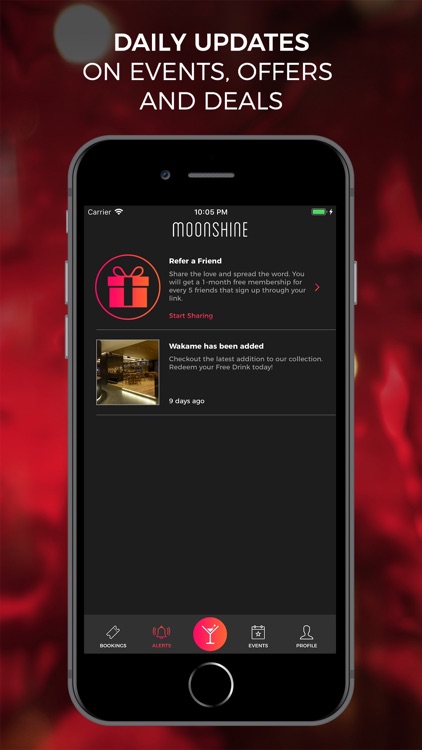 DAILY UPDATES
ON EVENTS, OFFERS
AND DEALS
Carrier
10:05 PM
MOONSHINE
Refer a Friend
Share the love and spread the word. You
will get a 1-month free membership for
every 5 friends that sign up through your
link.
Start Sharing
Wakame has been added
Checkout the latest addition to our collection.
Redeem your Free Drink today!
9 days ago
BOOKINGS
ALERTS
EVENTS
PROFILE